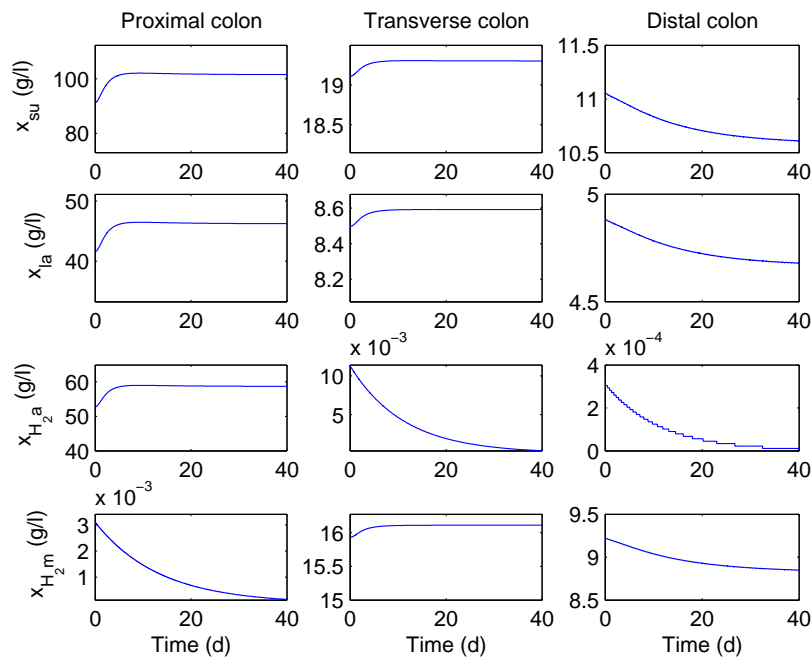 Proximal colon Transverse colon Distal colon
x_su (g/l)
100
80
0 20 40
19
18.5
0 20 40
11.5
11
10.5
0 20 40
x_la (g/l)
50
40
0 20 40
8.6
8.4
8.2
0 20 40
5
4.5
0 20 40
x_H₂a (g/l)
60
50
40
0 20 40
x 10⁻³
10
5
0 20 40
x 10⁻⁴
4
2
0
0 20 40
x_H₂m (g/l)
x 10⁻³
3
2
1
0 20 40
Time (d)
16
15.5
15
0 20 40
Time (d)
9.5
9
8.5
0 20 40
Time (d)